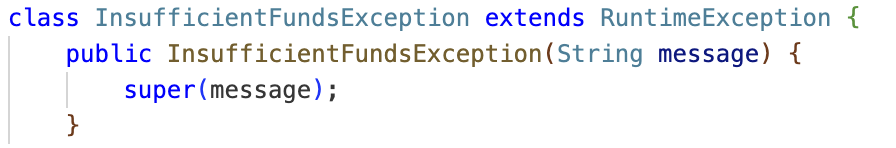 class InsufficientFundsException extends RuntimeException {
    public InsufficientFundsException(String message) {
        super(message);
    }